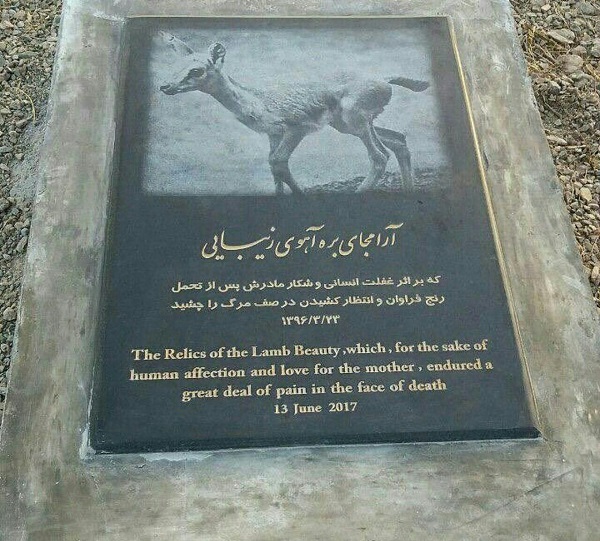 آرامجای بره آهوی زیبایی
که بر اثر غفلت انسانی و شکار مادرش پس از تحمل
رنج فراوان و انتظار کشیدن در صف مرگ را چشید
۱۳۹۶/۳/۲۳
The Relics of the Lamb Beauty ,which , for the sake of
human affection and love for the mother , endured a
great deal of pain in the face of death
13 June 2017